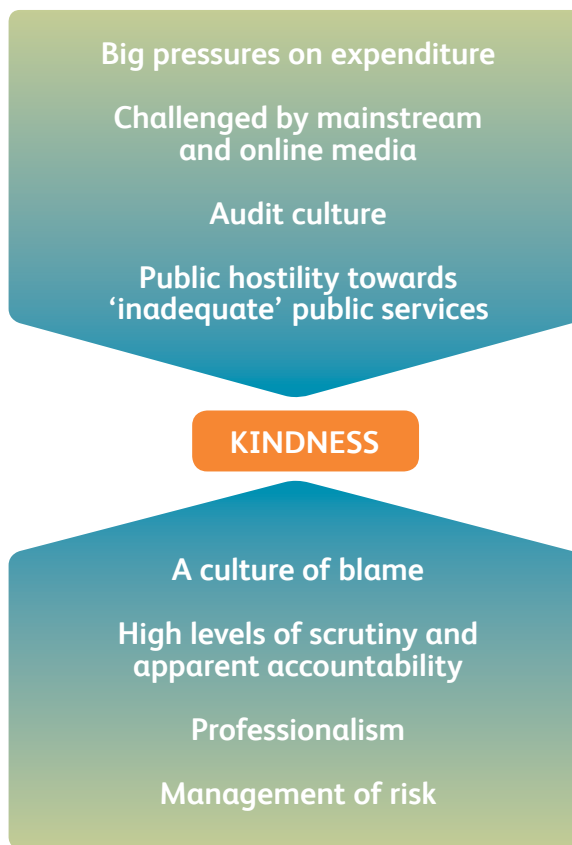 Big pressures on expenditure
Challenged by mainstream
and online media
Audit culture
Public hostility towards
‘inadequate’ public services
KINDNESS
A culture of blame
High levels of scrutiny and
apparent accountability
Professionalism
Management of risk